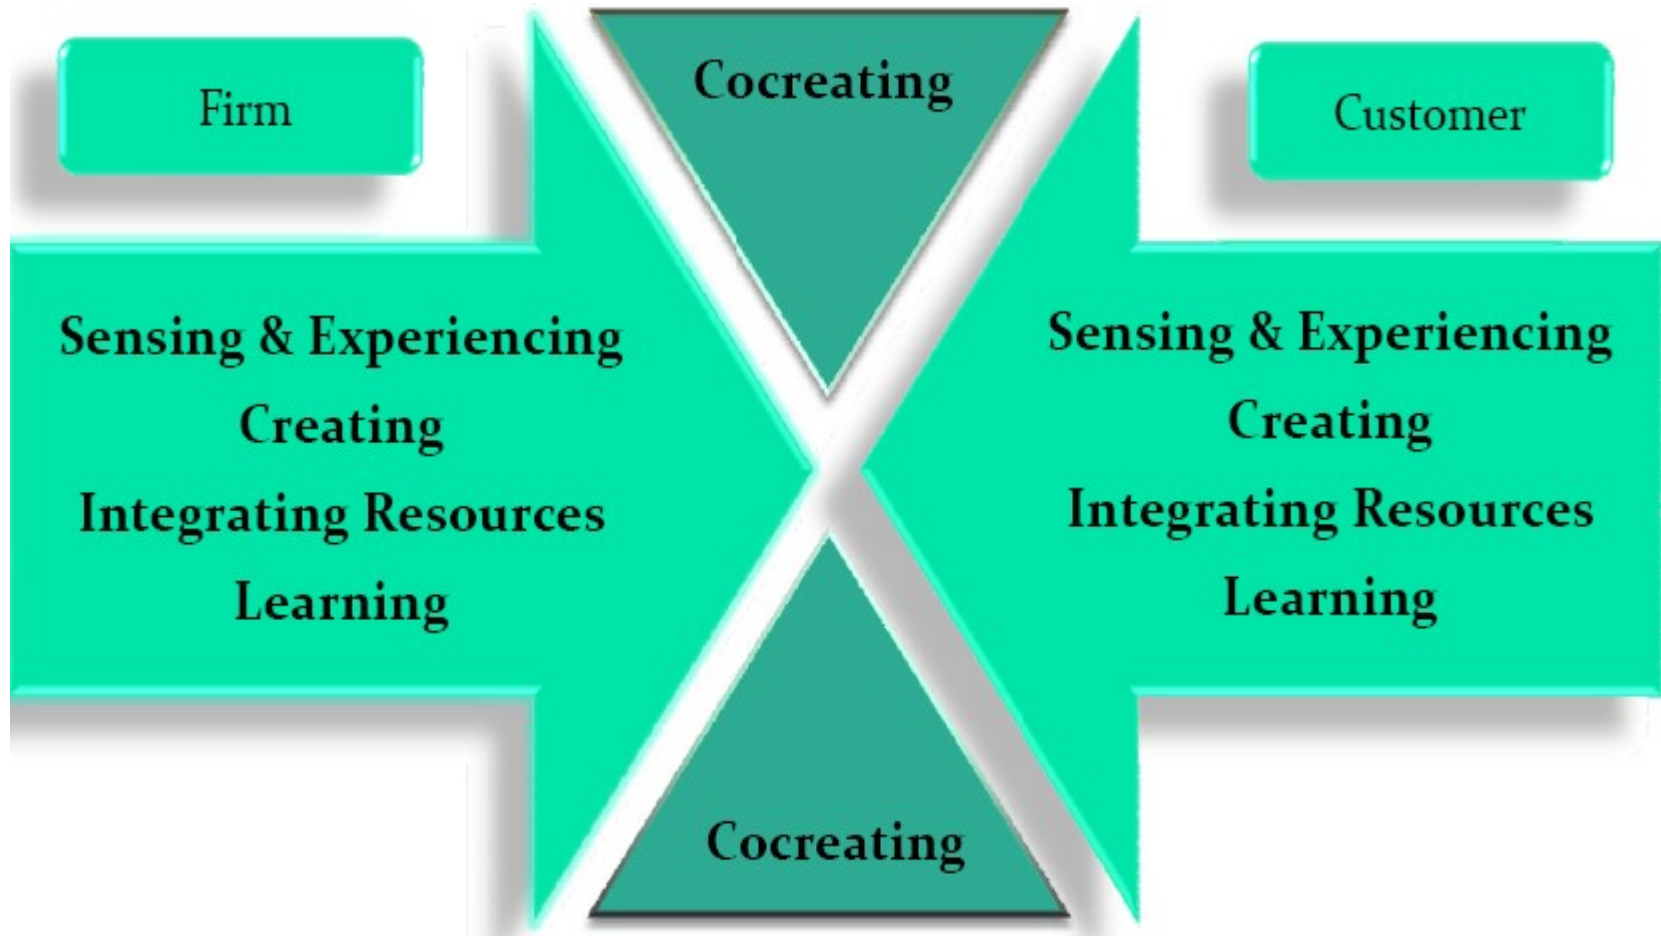 Firm
Cocreating
Customer
Sensing & Experiencing
Creating
Integrating Resources
Learning
Sensing & Experiencing
Creating
Integrating Resources
Learning
Cocreating